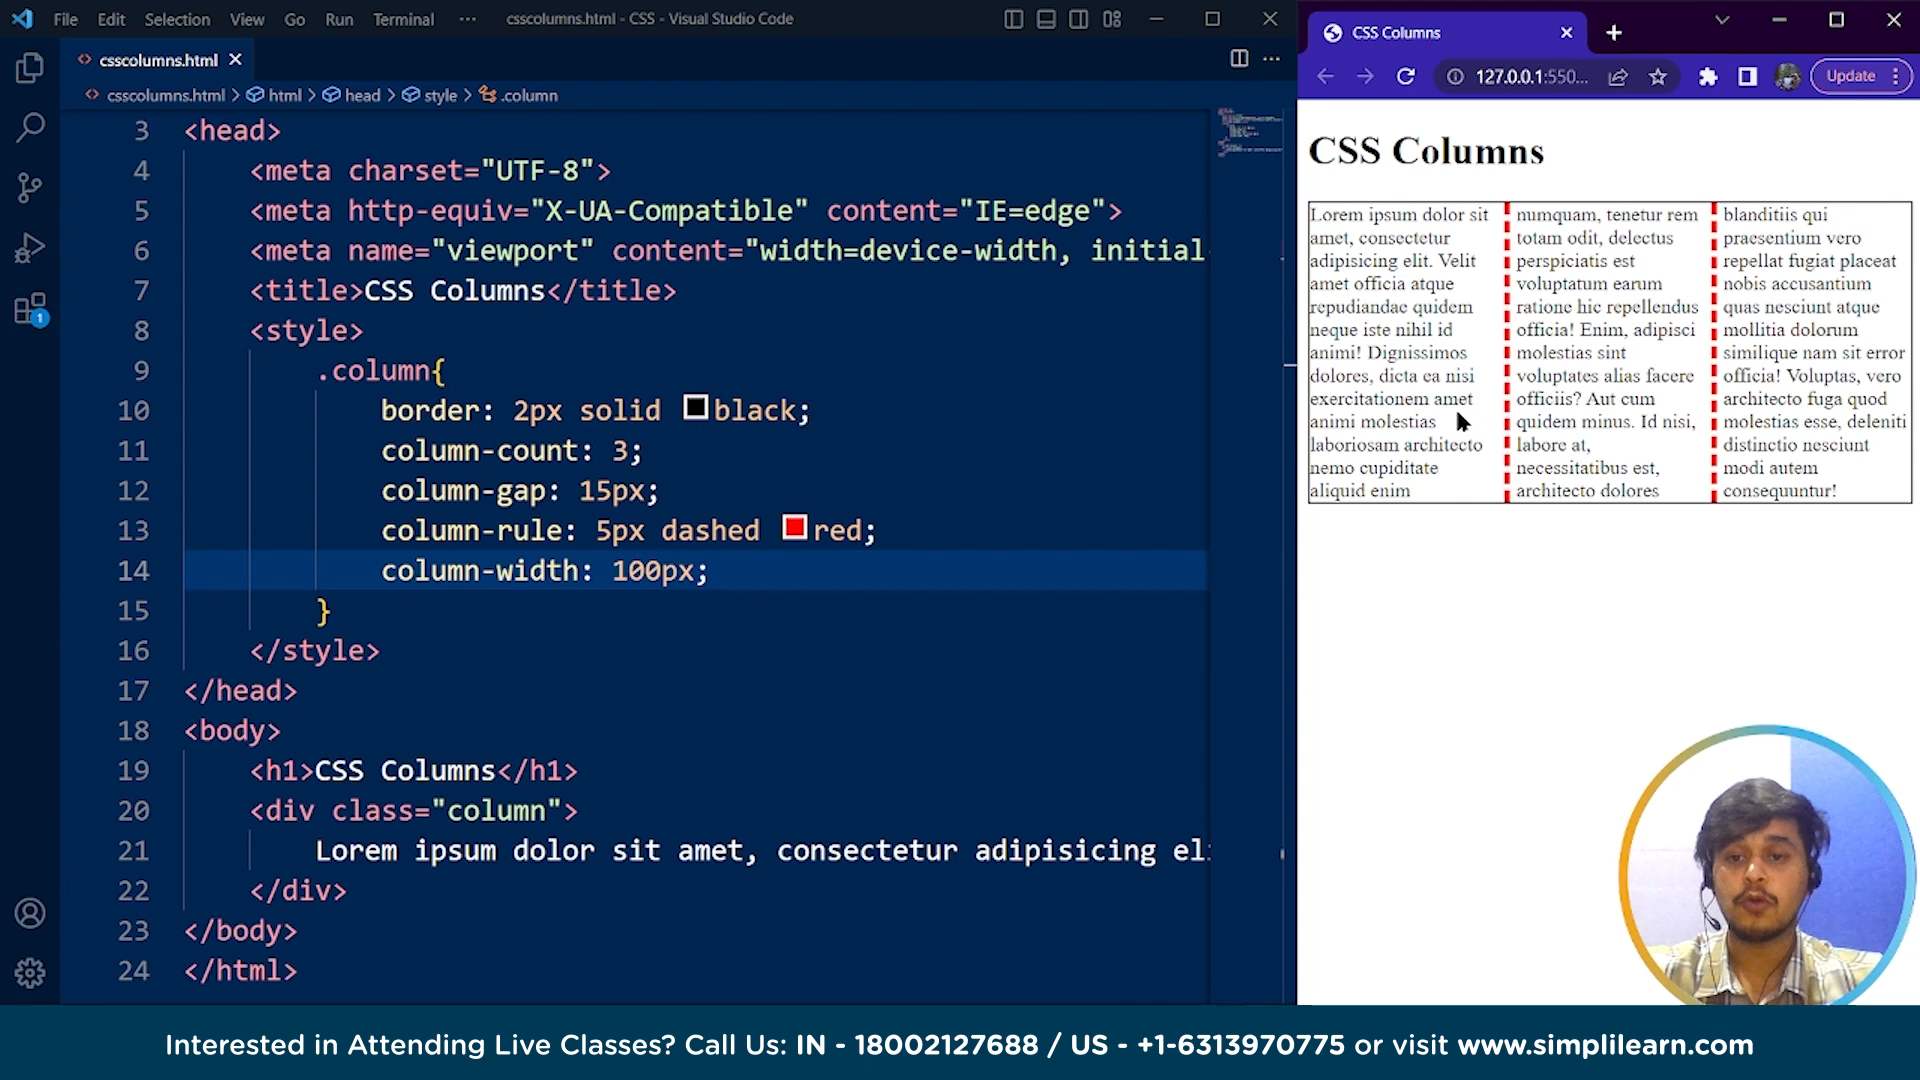 File Edit Selection View Go Run Terminal ··· csscolumns.html - CSS - Visual Studio Code
csscolumns.html
csscolumns.html > html > head > style > .column
3 <head>
4 <meta charset="UTF-8">
5 <meta http-equiv="X-UA-Compatible" content="IE=edge">
6 <meta name="viewport" content="width=device-width, initial-
7 <title>CSS Columns</title>
8 <style>
9 .column{
10 border: 2px solid black;
11 column-count: 3;
12 column-gap: 15px;
13 column-rule: 5px dashed red;
14 column-width: 100px;
15 }
16 </style>
17 </head>
18 <body>
19 <h1>CSS Columns</h1>
20 <div class="column">
21 Lorem ipsum dolor sit amet, consectetur adipisicing el
22 </div>
23 </body>
24 </html>
1
CSS Columns
127.0.0.1:550...
Update
CSS Columns
Lorem ipsum dolor sit
amet, consectetur
adipisicing elit. Velit
amet officia atque
repudiandae quidem
neque iste nihil id
animi! Dignissimos
dolores, dicta ea nisi
exercitationem amet
animi molestias
laboriosam architecto
nemo cupiditate
aliquid enim
numquam, tenetur rem
totam odit, delectus
perspiciatis est
voluptatum earum
ratione hic repellendus
officia! Enim, adipisci
molestias sint
voluptates alias facere
officiis? Aut cum
quidem minus. Id nisi,
labore at,
necessitatibus est,
architecto dolores
blanditiis qui
praesentium vero
repellat fugiat placeat
nobis accusantium
quas nesciunt atque
mollitia dolorum
similique nam sit error
officia! Voluptas, vero
architecto fuga quod
molestias esse, deleniti
distinctio nesciunt
modi autem
consequuntur!
Interested in Attending Live Classes? Call Us: IN - 18002127688 / US - +1-6313970775 or visit www.simplilearn.com